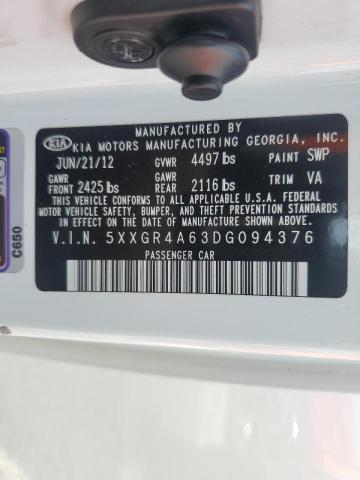 MANUFACTURED BY
KIA KIA MOTORS MANUFACTURING GEORGIA, INC.
JUN/21/12 GVWR 4497 lbs PAINT SWP
GAWR FRONT 2425 lbs GAWR REAR 2116 lbs TRIM VA
THIS VEHICLE CONFORMS TO ALL APPLICABLE U.S.A. FEDERAL
MOTOR VEHICLE SAFETY, BUMPER, AND THEFT PREVENTION STANDARDS
IN EFFECT ON THE DATE OF MANUFACTURE SHOWN ABOVE.
V.I.N. 5XXGR4A63DG094376
PASSENGER CAR
C650